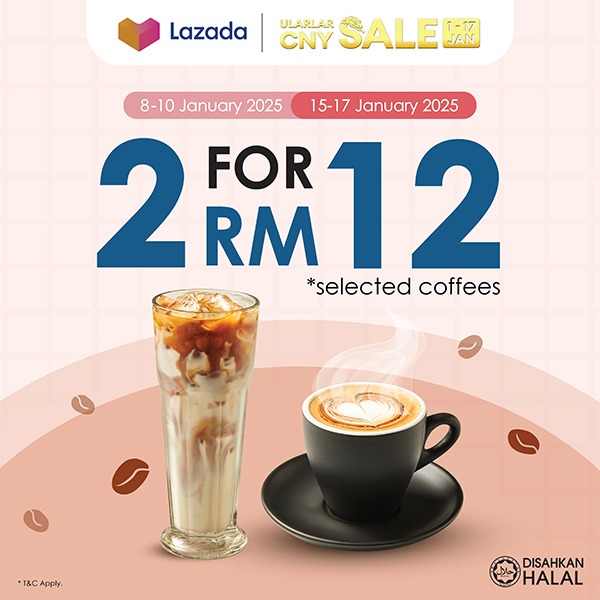 Lazada
ULARLAR
CNY SALE 1-17 JAN
8-10 January 2025 15-17 January 2025
2 FOR RM 12
*selected coffees
* T&C Apply.
DISAHKAN
HALAL